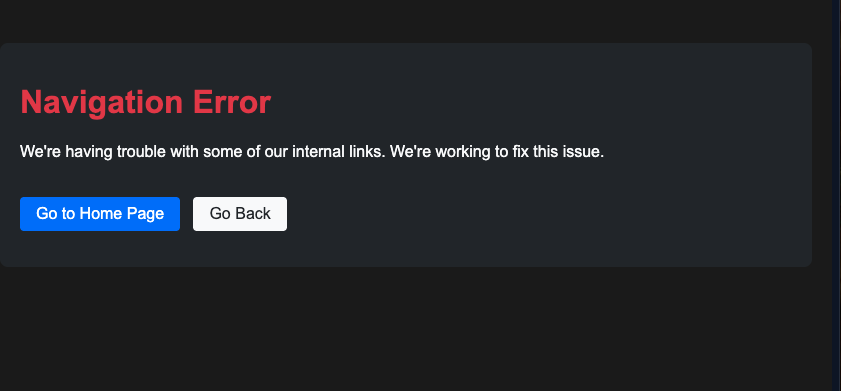 Navigation Error
We're having trouble with some of our internal links. We're working to fix this issue.
Go to Home Page
Go Back